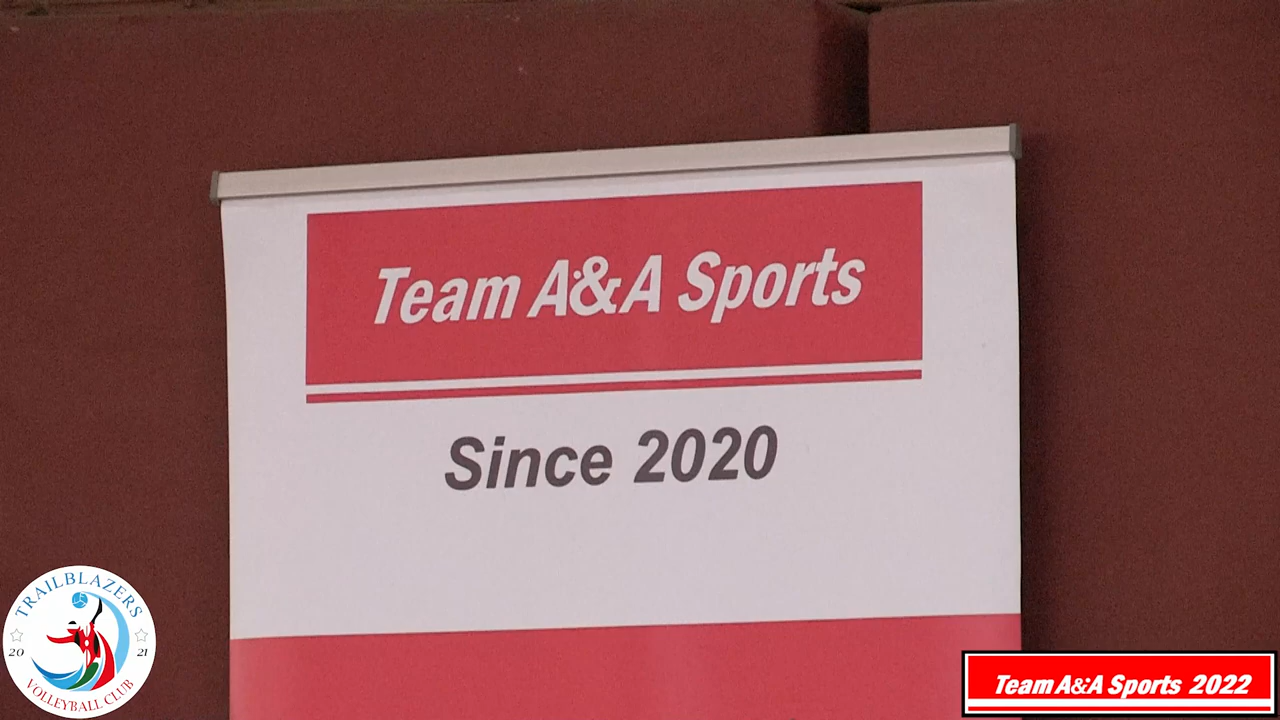 Team A&A Sports
Since 2020
TRAILBLAZERS
20 21
VOLLEYBALL CLUB
Team A&A Sports 2022